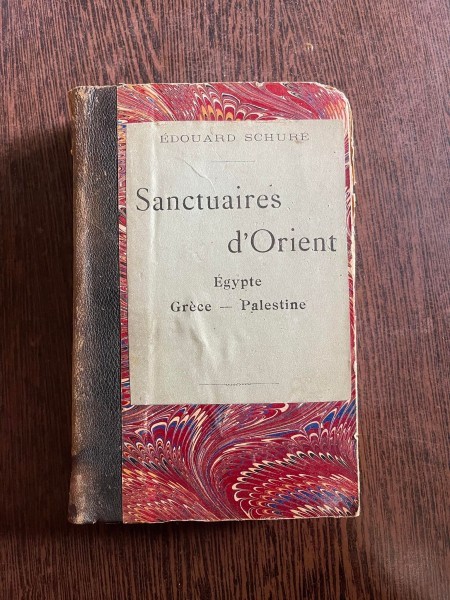 ÉDOUARD SCHURÉ
Sanctuaires
d'Orient
Égypte
Grèce — Palestine